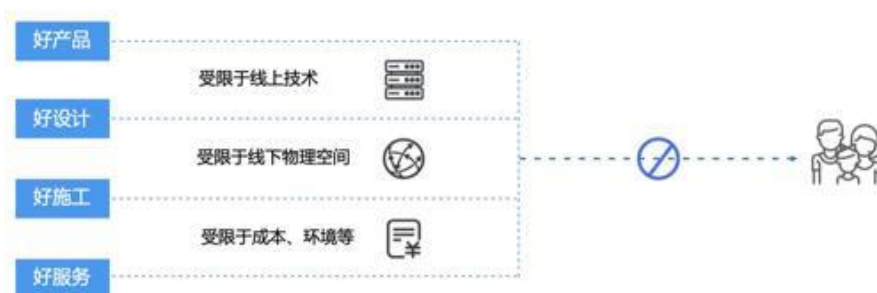 好产品
受限于线上技术
好设计
受限于线下物理空间
好施工
受限于成本、环境等
好服务